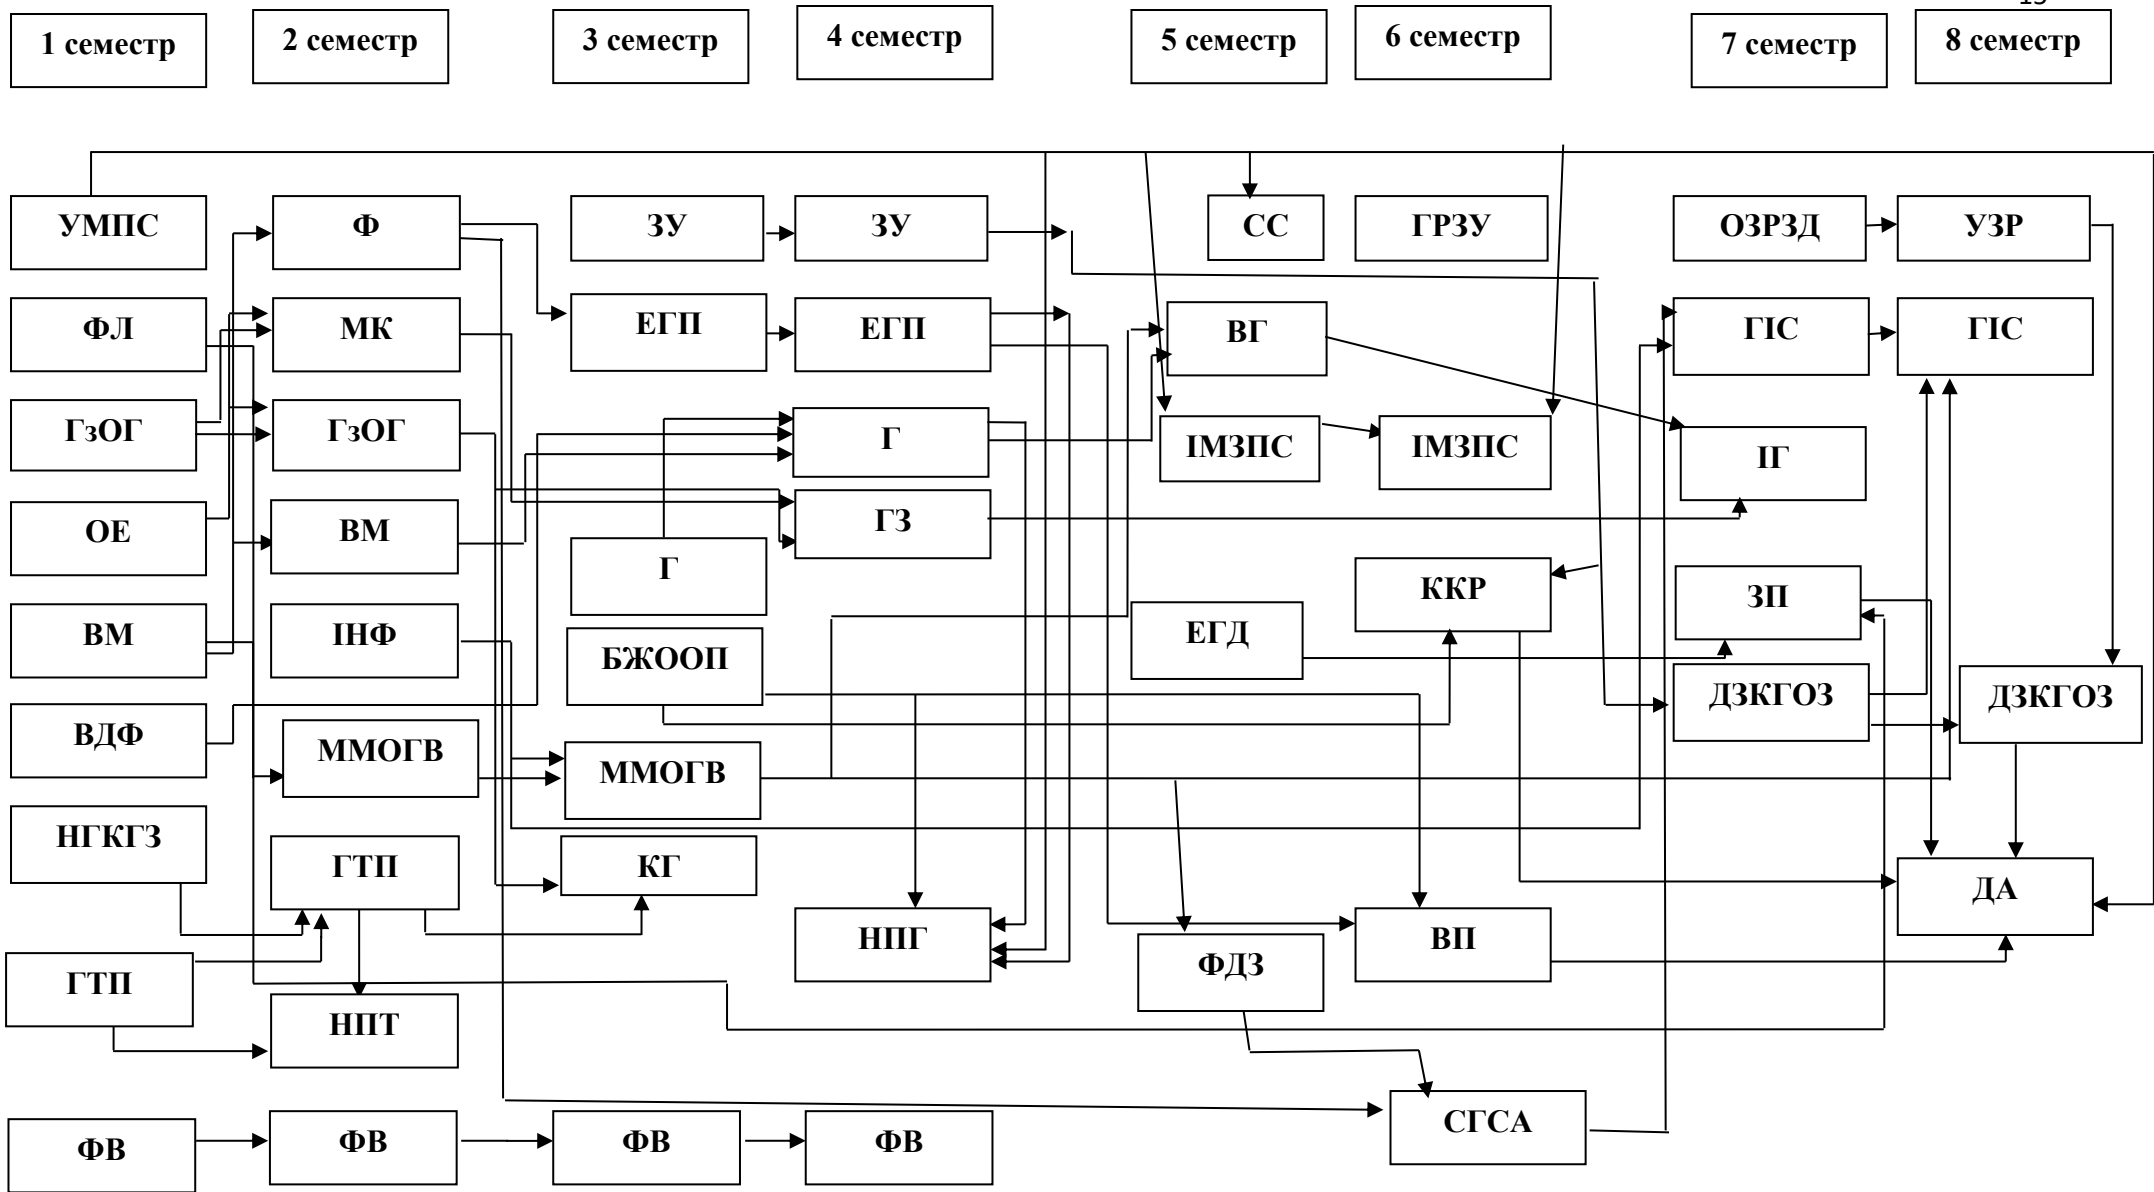 1 семестр
2 семестр
3 семестр
4 семестр
5 семестр
6 семестр
7 семестр
8 семестр
УМПС
Ф
ЗУ
ЗУ
СС
ГРЗУ
ОЗРЗД
УЗР
ФЛ
МК
ЕГП
ЕГП
ВГ
ГІС
ГІС
ГзОГ
ГзОГ
Г
ІМЗПС
ІМЗПС
ІГ
ОЕ
ВМ
Г
ГЗ
ККР
ЗП
ВМ
ІНФ
БЖООП
ЕГД
ДЗКГОЗ
ДЗКГОЗ
ВДФ
ММОГВ
ММОГВ
НГКГЗ
ГТП
КГ
НПГ
ФДЗ
ВП
ДА
ГТП
НПТ
СГСА
ФВ
ФВ
ФВ
ФВ